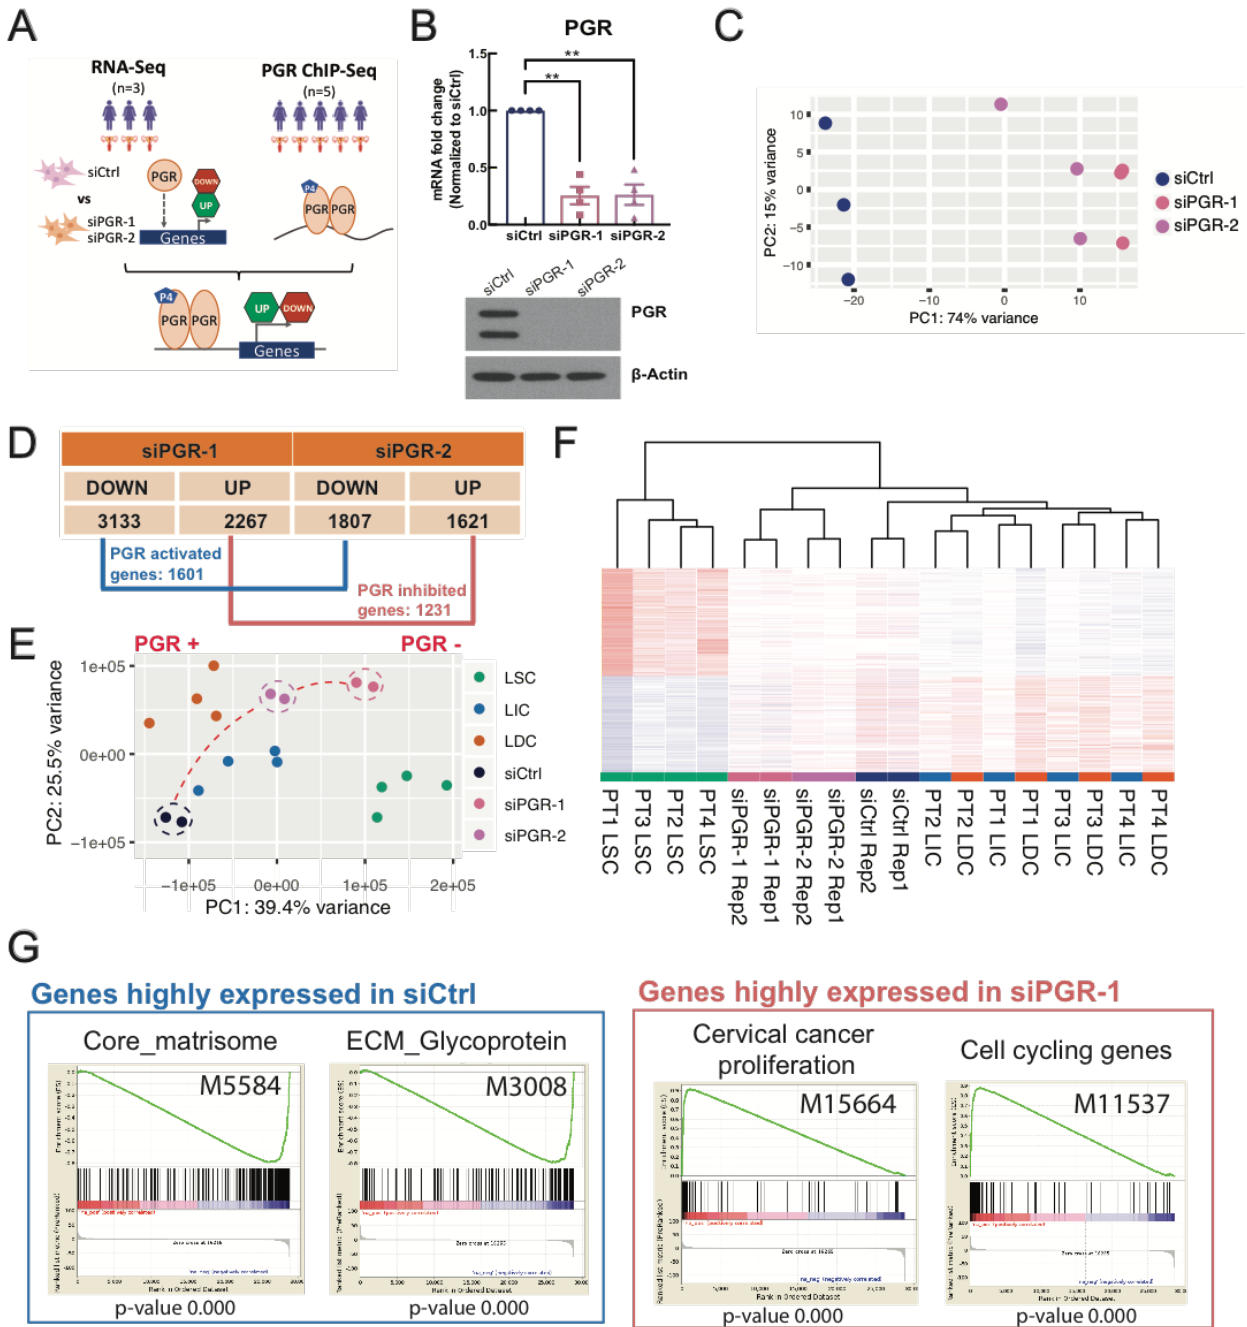 A
RNA-Seq
(n=3)
PGR ChIP-Seq
(n=5)
siCtrl
vs
siPGR-1
siPGR-2
PGR
DOWN
UP
Genes
P4
PGR PGR
P4
PGR PGR
UP
DOWN
Genes
B
PGR
mRNA fold change
(Normalized to siCtrl)
1.5
1.0
0.5
0.0
**
**
siCtrl siPGR-1 siPGR-2
siCtrl
siPGR-1
siPGR-2
PGR
β-Actin
C
PC2: 15% variance
10
5
0
−5
−10
−20
−10
0
10
PC1: 74% variance
siCtrl
siPGR-1
siPGR-2
D
siPGR-1 siPGR-2
DOWN UP DOWN UP
3133 2267 1807 1621
PGR activated
genes: 1601
PGR inhibited
genes: 1231
E
PGR + PGR -
PC2: 25.5% variance
1e+05
0e+00
−1e+05
−1e+05 0e+00 1e+05 2e+05
PC1: 39.4% variance
LSC
LIC
LDC
siCtrl
siPGR-1
siPGR-2
F
PT1 LSC
PT3 LSC
PT2 LSC
PT4 LSC
siPGR-1 Rep2
siPGR-1 Rep1
siPGR-2 Rep2
siPGR-2 Rep1
siCtrl Rep2
siCtrl Rep1
PT2 LIC
PT2 LDC
PT1 LIC
PT1 LDC
PT3 LIC
PT3 LDC
PT4 LIC
PT4 LDC
G
Genes highly expressed in siCtrl
Core_matrisome
M5584
p-value 0.000
ECM_Glycoprotein
M3008
p-value 0.000
Genes highly expressed in siPGR-1
Cervical cancer
proliferation
M15664
p-value 0.000
Cell cycling genes
M11537
p-value 0.000